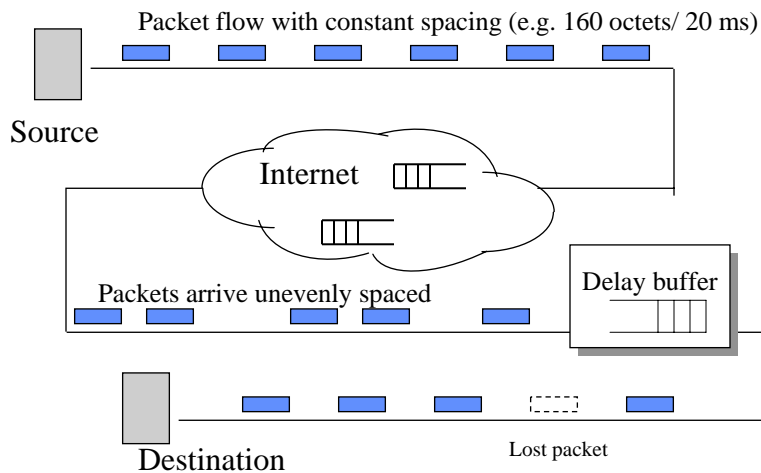 Packet flow with constant spacing (e.g. 160 octets/ 20 ms)
Source
Internet
Delay buffer
Packets arrive unevenly spaced
Lost packet
Destination